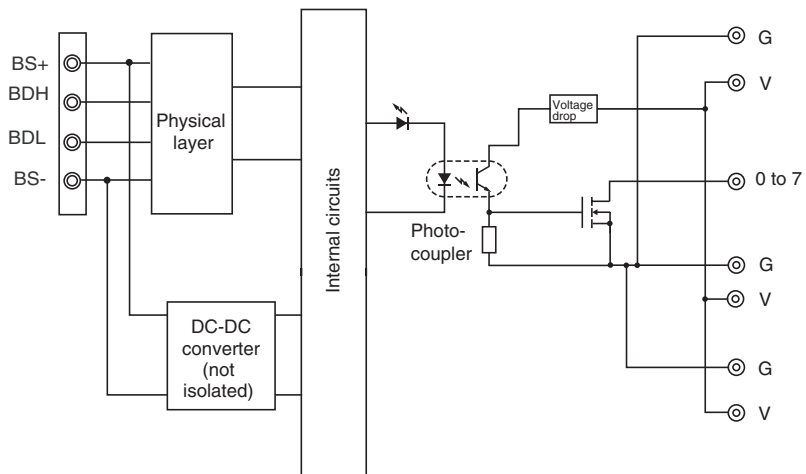 BS+
BDH
BDL
BS-
Physical
layer
DC-DC
converter
(not
isolated)
Internal circuits
Photo-
coupler
Voltage
drop
G
V
0 to 7
G
V
G
V